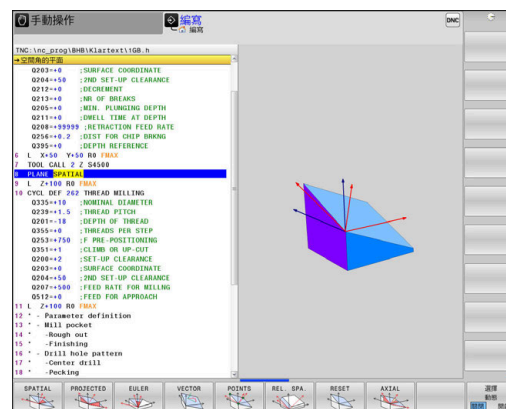 手動操作
編寫
編寫
DNC
TNC:\nc_prog\BHB\Klartext\1GB.h
→空間角的平面
Q203=+0 ;SURFACE COORDINATE
Q204=+50 ;2ND SET-UP CLEARANCE
Q212=+0 ;DECREMENT
Q213=+0 ;NR OF BREAKS
Q205=+0 ;MIN. PLUNGING DEPTH
Q211=+0 ;DWELL TIME AT DEPTH
Q208=+99999 ;RETRACTION FEED RATE
Q256=+0.2 ;DIST FOR CHIP BRKNG
Q395=+0 ;DEPTH REFERENCE
6 L X+50 Y+50 R0 FMAX
7 TOOL CALL 2 Z S4500
8 PLANE SPATIAL
9 L Z+100 R0 FMAX
10 CYCL DEF 262 THREAD MILLING
Q335=+10 ;NOMINAL DIAMETER
Q239=+1.5 ;THREAD PITCH
Q201=-18 ;DEPTH OF THREAD
Q355=+0 ;THREADS PER STEP
Q253=+750 ;F PRE-POSITIONING
Q351=+1 ;CLIMB OR UP-CUT
Q200=+2 ;SET-UP CLEARANCE
Q203=+0 ;SURFACE COORDINATE
Q204=+50 ;2ND SET-UP CLEARANCE
Q207=+500 ;FEED RATE FOR MILLNG
Q512=+0 ;FEED FOR APPROACH
11 L Z+100 R0 FMAX
12 * - Parameter definition
13 * - Mill pocket
14 * -Rough out
15 * -Finishing
16 * - Drill hole pattern
17 * -Center drill
18 * -Pecking
SPATIAL PROJECTED EULER VECTOR POINTS REL. SPA. RESET AXIAL
選擇
動態
關閉